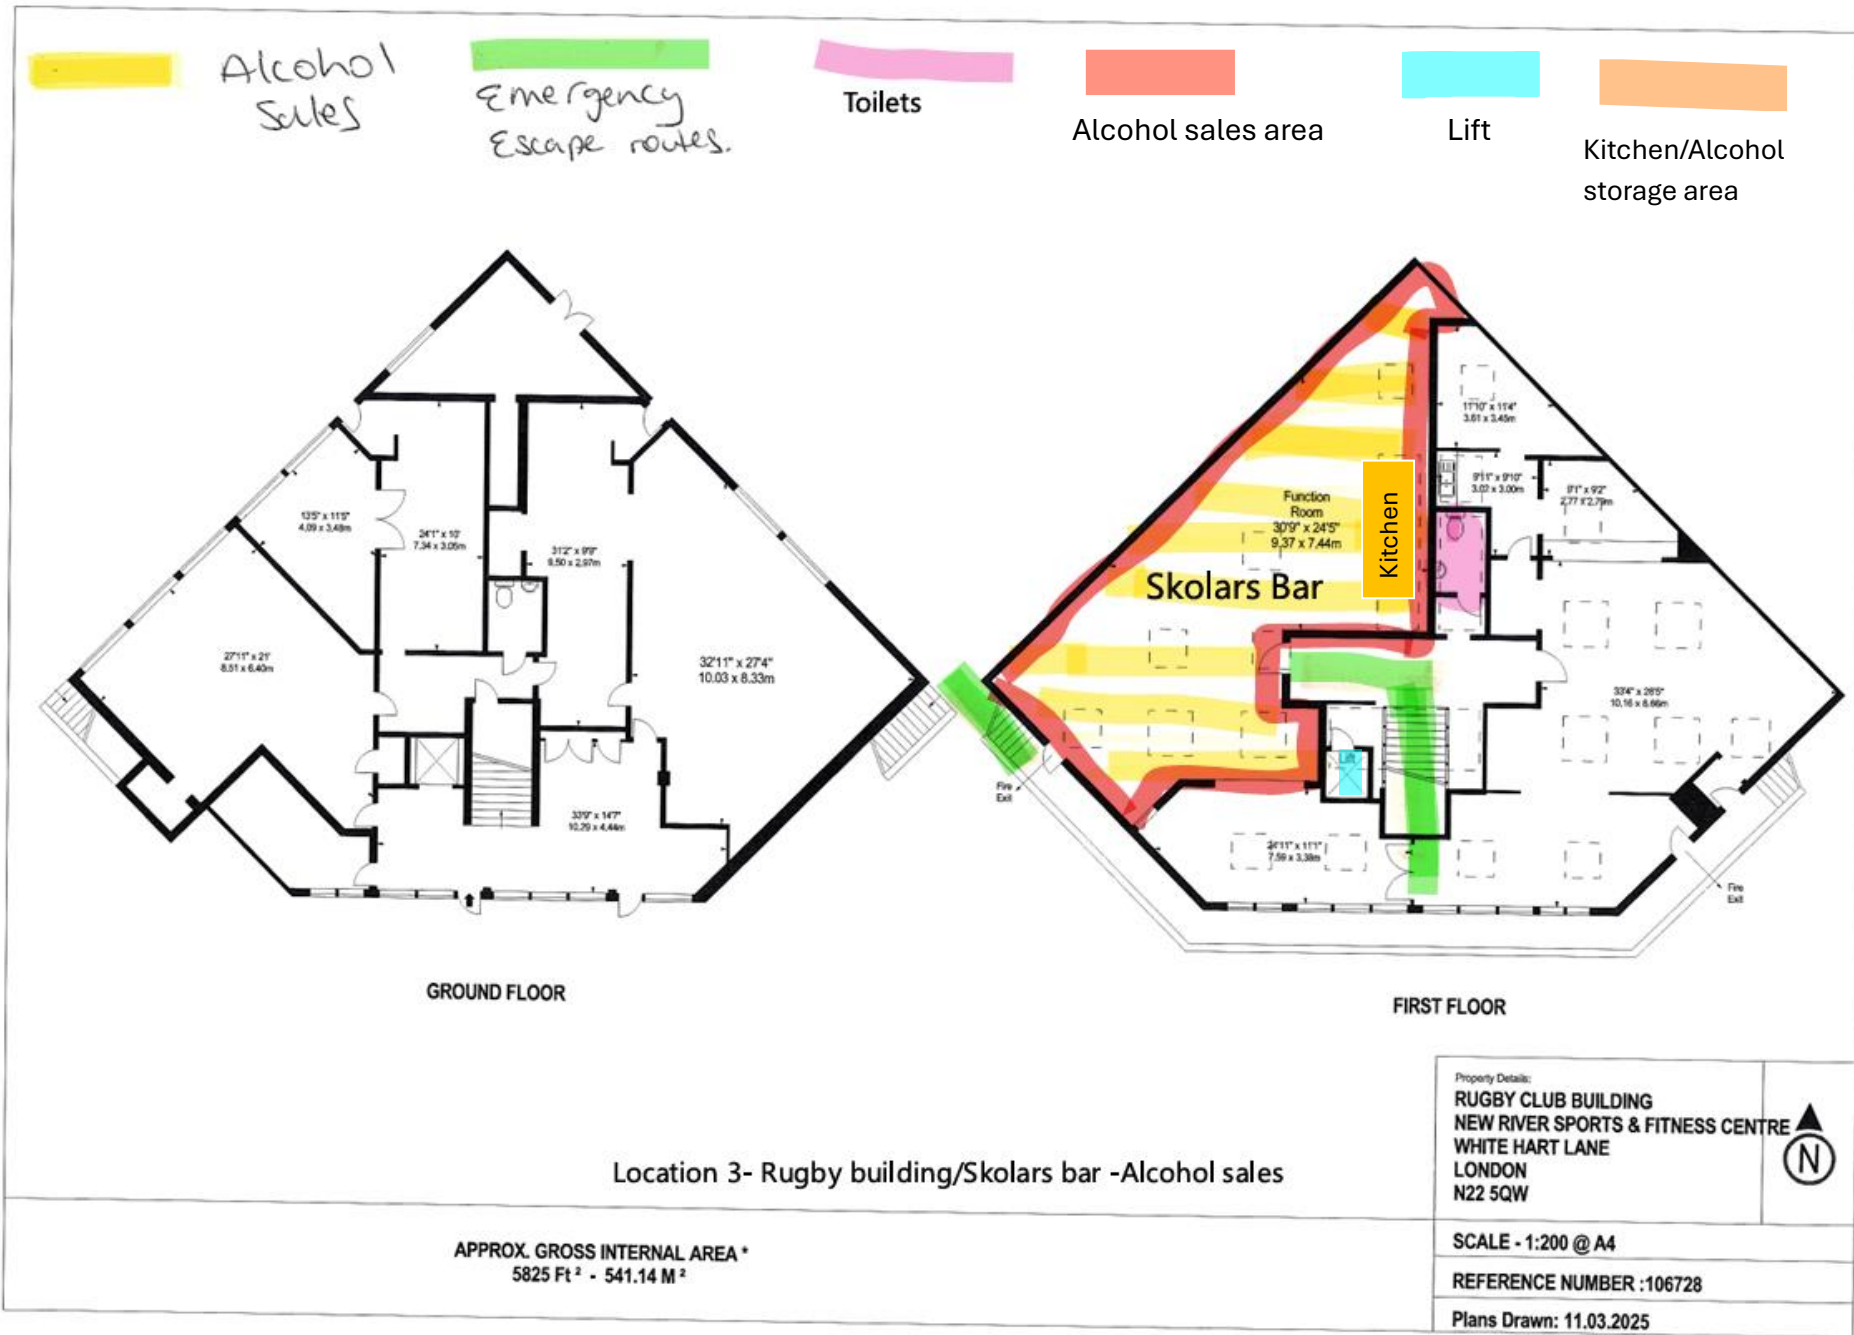 Alcohol
Sales
Emergency
Escape routes.
Toilets
Alcohol sales area
Lift
Kitchen/Alcohol
storage area
13'5" x 11'5"
4.09 x 3.48m
24'1" x 10'
7.34 x 3.05m
31'2" x 9'9"
9.50 x 2.97m
27'11" x 21'
8.51 x 6.40m
32'11" x 27'4"
10.03 x 8.33m
33'9" x 14'7"
10.29 x 4.44m
GROUND FLOOR
11'10" x 11'4"
3.61 x 3.45m
9'11" x 9'10"
3.02 x 3.00m
9'1" x 9'2"
2.77 x 2.79m
Function
Room
30'9" x 24'5"
9.37 x 7.44m
Kitchen
Skolars Bar
33'4" x 28'5"
10.16 x 8.66m
Lift
Fire
Exit
24'11" x 11'1"
7.59 x 3.38m
Fire
Exit
FIRST FLOOR
Location 3- Rugby building/Skolars bar -Alcohol sales
APPROX. GROSS INTERNAL AREA *
5825 Ft ² - 541.14 M ²
Property Details:
RUGBY CLUB BUILDING
NEW RIVER SPORTS & FITNESS CENTRE
WHITE HART LANE
LONDON
N22 5QW
N
SCALE - 1:200 @ A4
REFERENCE NUMBER :106728
Plans Drawn: 11.03.2025